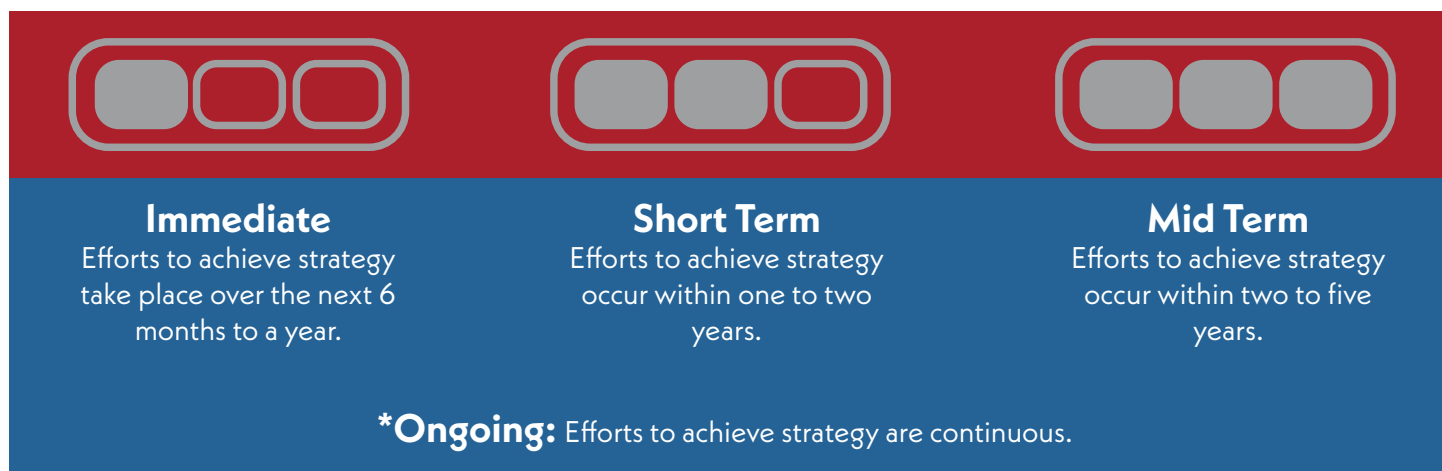 Immediate
Efforts to achieve strategy
take place over the next 6
months to a year.
Short Term
Efforts to achieve strategy
occur within one to two
years.
Mid Term
Efforts to achieve strategy
occur within two to five
years.
*Ongoing: Efforts to achieve strategy are continuous.